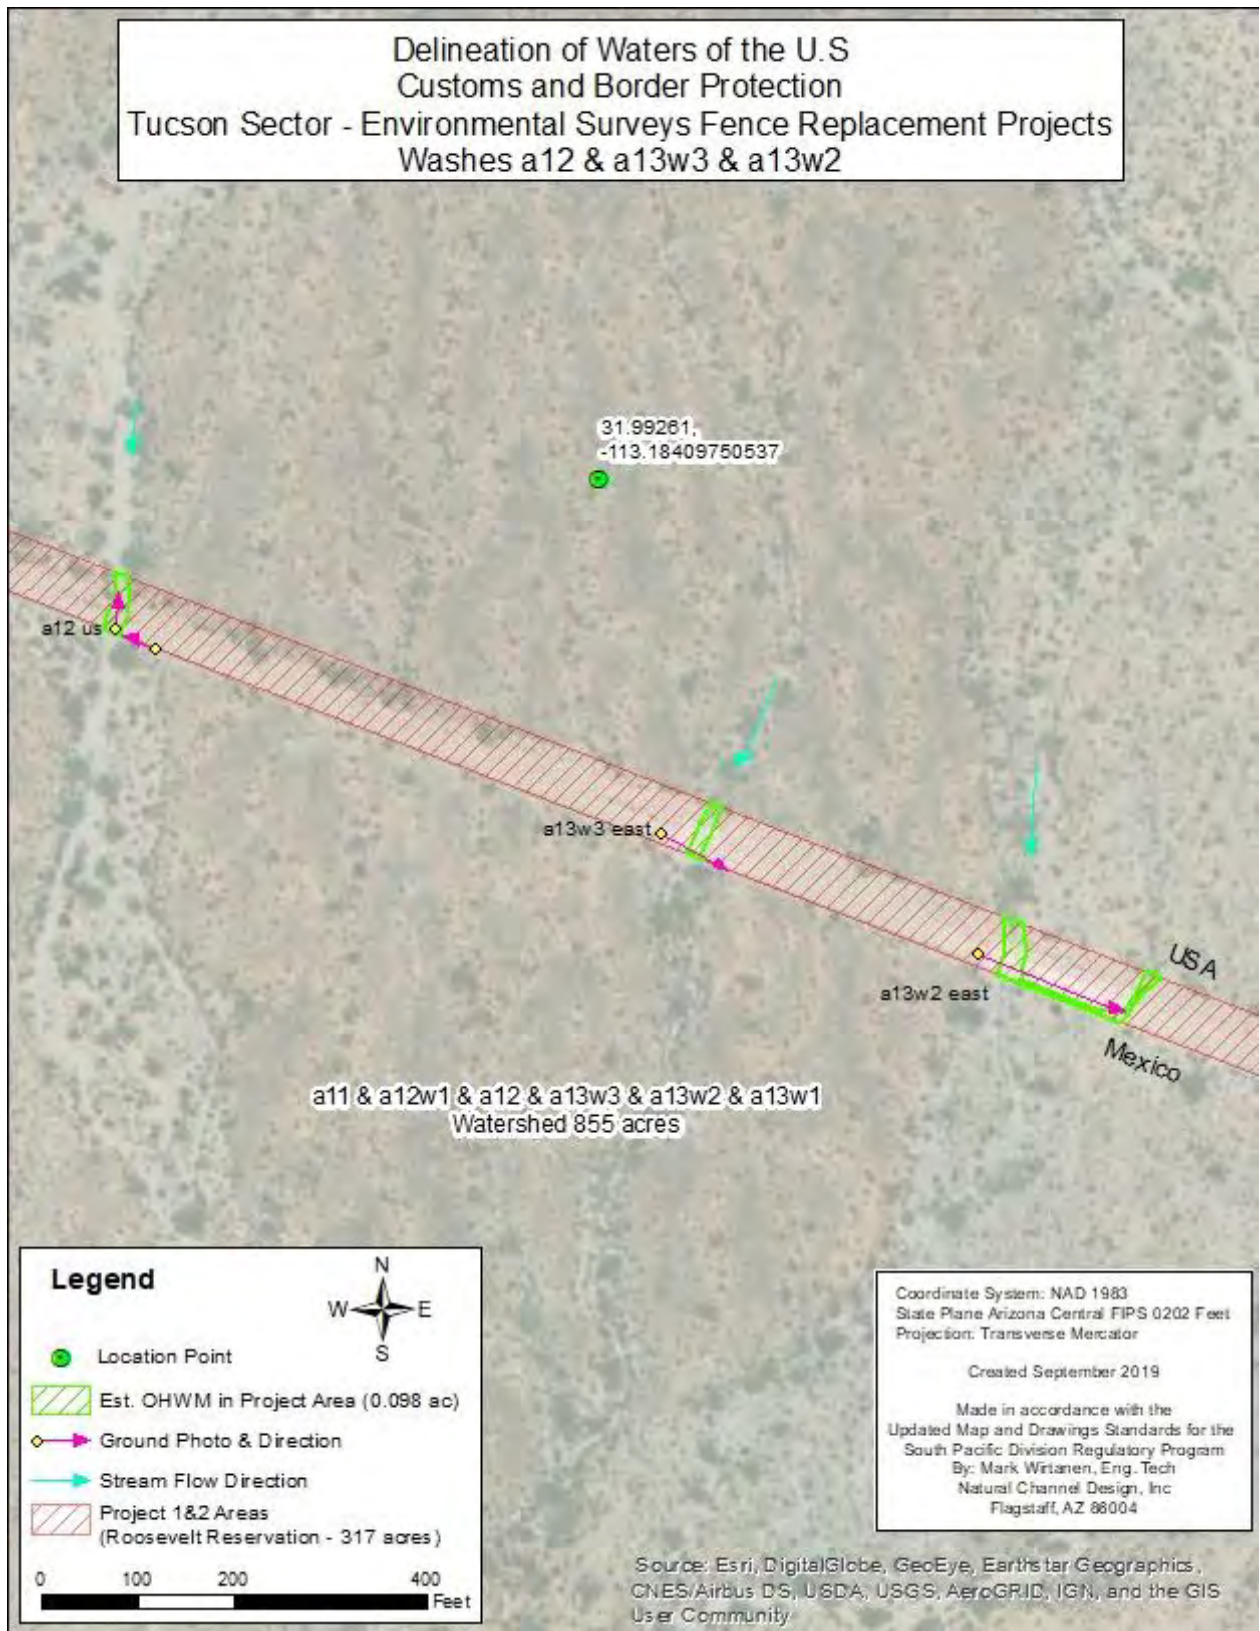 Delineation of Waters of the U.S
Customs and Border Protection
Tucson Sector - Environmental Surveys Fence Replacement Projects
Washes a12 & a13w3 & a13w2
31.99261,
-113.18409750537
a12 us
a13w3 east
a13w2 east
USA
Mexico
a11 & a12w1 & a12 & a13w3 & a13w2 & a13w1
Watershed 855 acres
Legend
N
W E
S
Location Point
Est. OHWM in Project Area (0.098 ac)
Ground Photo & Direction
Stream Flow Direction
Project 1&2 Areas
(Roosevelt Reservation - 317 acres)
0 100 200 400
Feet
Coordinate System: NAD 1983
State Plane Arizona Central FIPS 0202 Feet
Projection: Transverse Mercator
Created September 2019
Made in accordance with the
Updated Map and Drawings Standards for the
South Pacific Division Regulatory Program
By: Mark Wirtanen, Eng. Tech
Natural Channel Design, Inc
Flagstaff, AZ 86004
Source: Esri, DigitalGlobe, GeoEye, Earthstar Geographics,
CNES/Airbus DS, USDA, USGS, AeroGRID, IGN, and the GIS
User Community